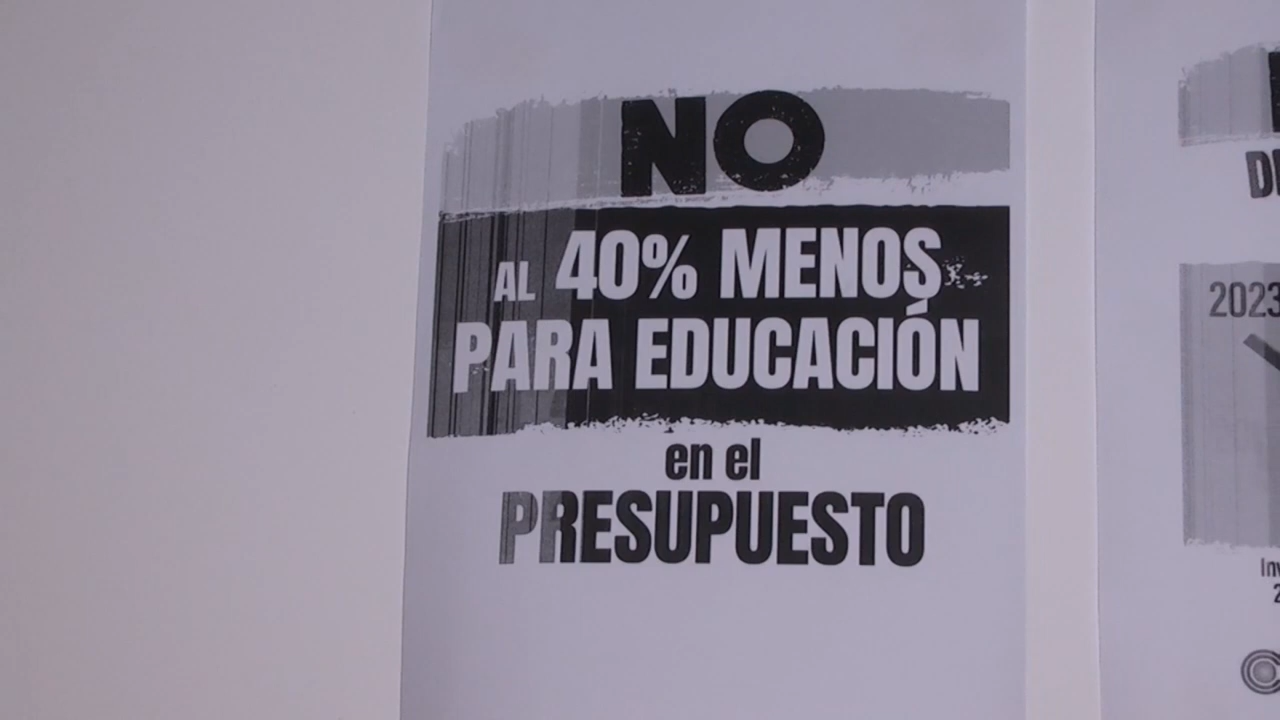 NO
AL 40% MENOS
PARA EDUCACIÓN
en el
PRESUPUESTO
2023